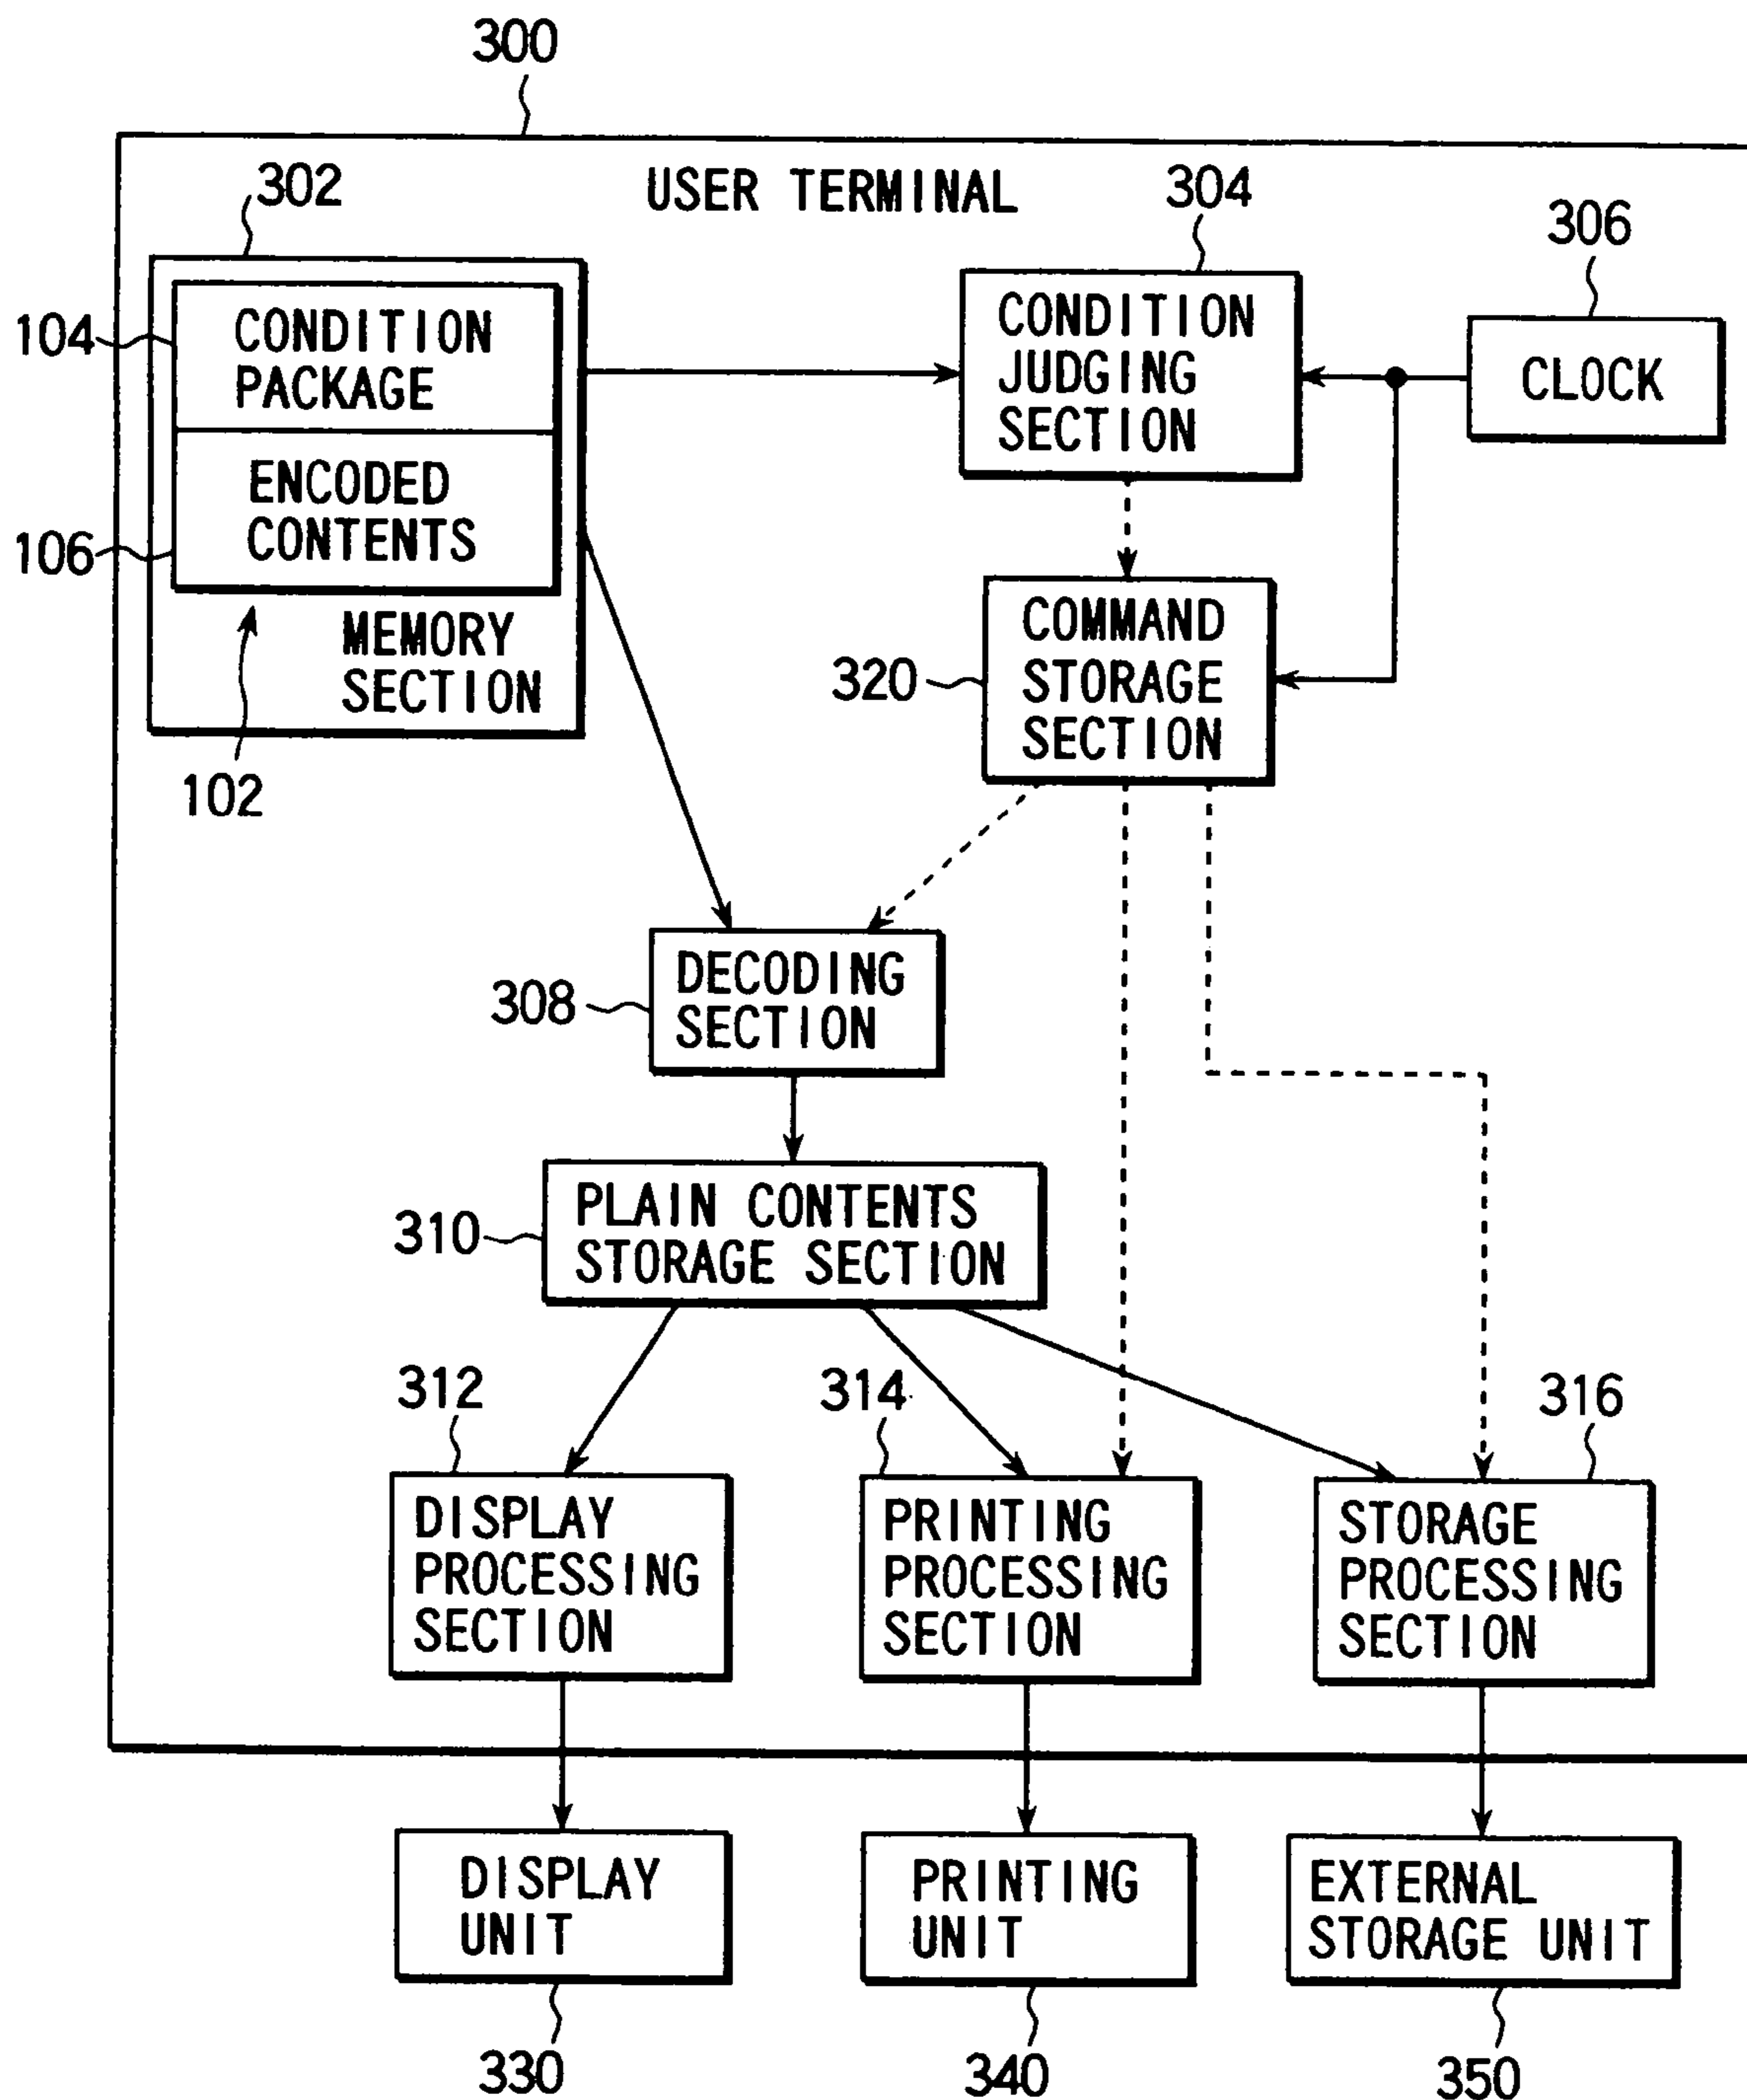 300
USER TERMINAL
302
304
306
104
CONDITION
PACKAGE
CONDITION
JUDGING
SECTION
CLOCK
106
ENCODED
CONTENTS
MEMORY
SECTION
102
320
COMMAND
STORAGE
SECTION
308
DECODING
SECTION
310
PLAIN CONTENTS
STORAGE SECTION
312
314
316
DISPLAY
PROCESSING
SECTION
PRINTING
PROCESSING
SECTION
STORAGE
PROCESSING
SECTION
DISPLAY
UNIT
PRINTING
UNIT
EXTERNAL
STORAGE UNIT
330
340
350